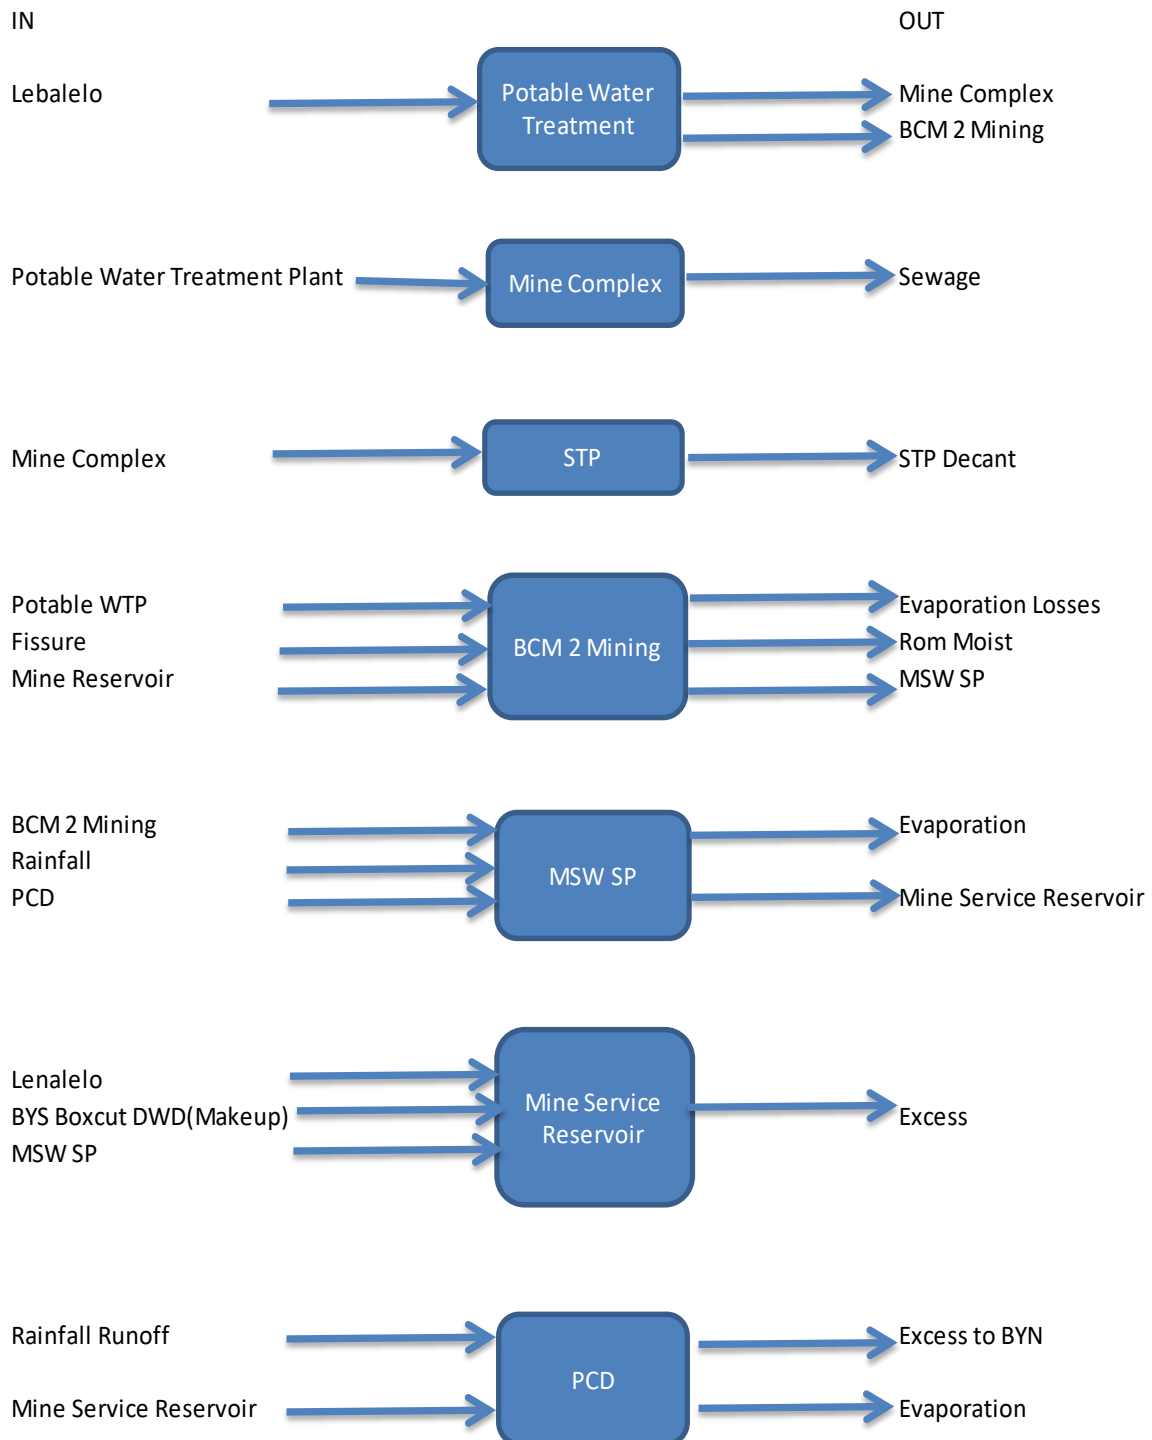 IN
OUT
Lebalelo
Potable Water
Treatment
Mine Complex
BCM 2 Mining
Potable Water Treatment Plant
Mine Complex
Sewage
Mine Complex
STP
STP Decant
Potable WTP
Fissure
Mine Reservoir
BCM 2 Mining
Evaporation Losses
Rom Moist
MSW SP
BCM 2 Mining
Rainfall
PCD
MSW SP
Evaporation
Mine Service Reservoir
Lenalelo
BYS Boxcut DWD(Makeup)
MSW SP
Mine Service
Reservoir
Excess
Rainfall Runoff
Mine Service Reservoir
PCD
Excess to BYN
Evaporation